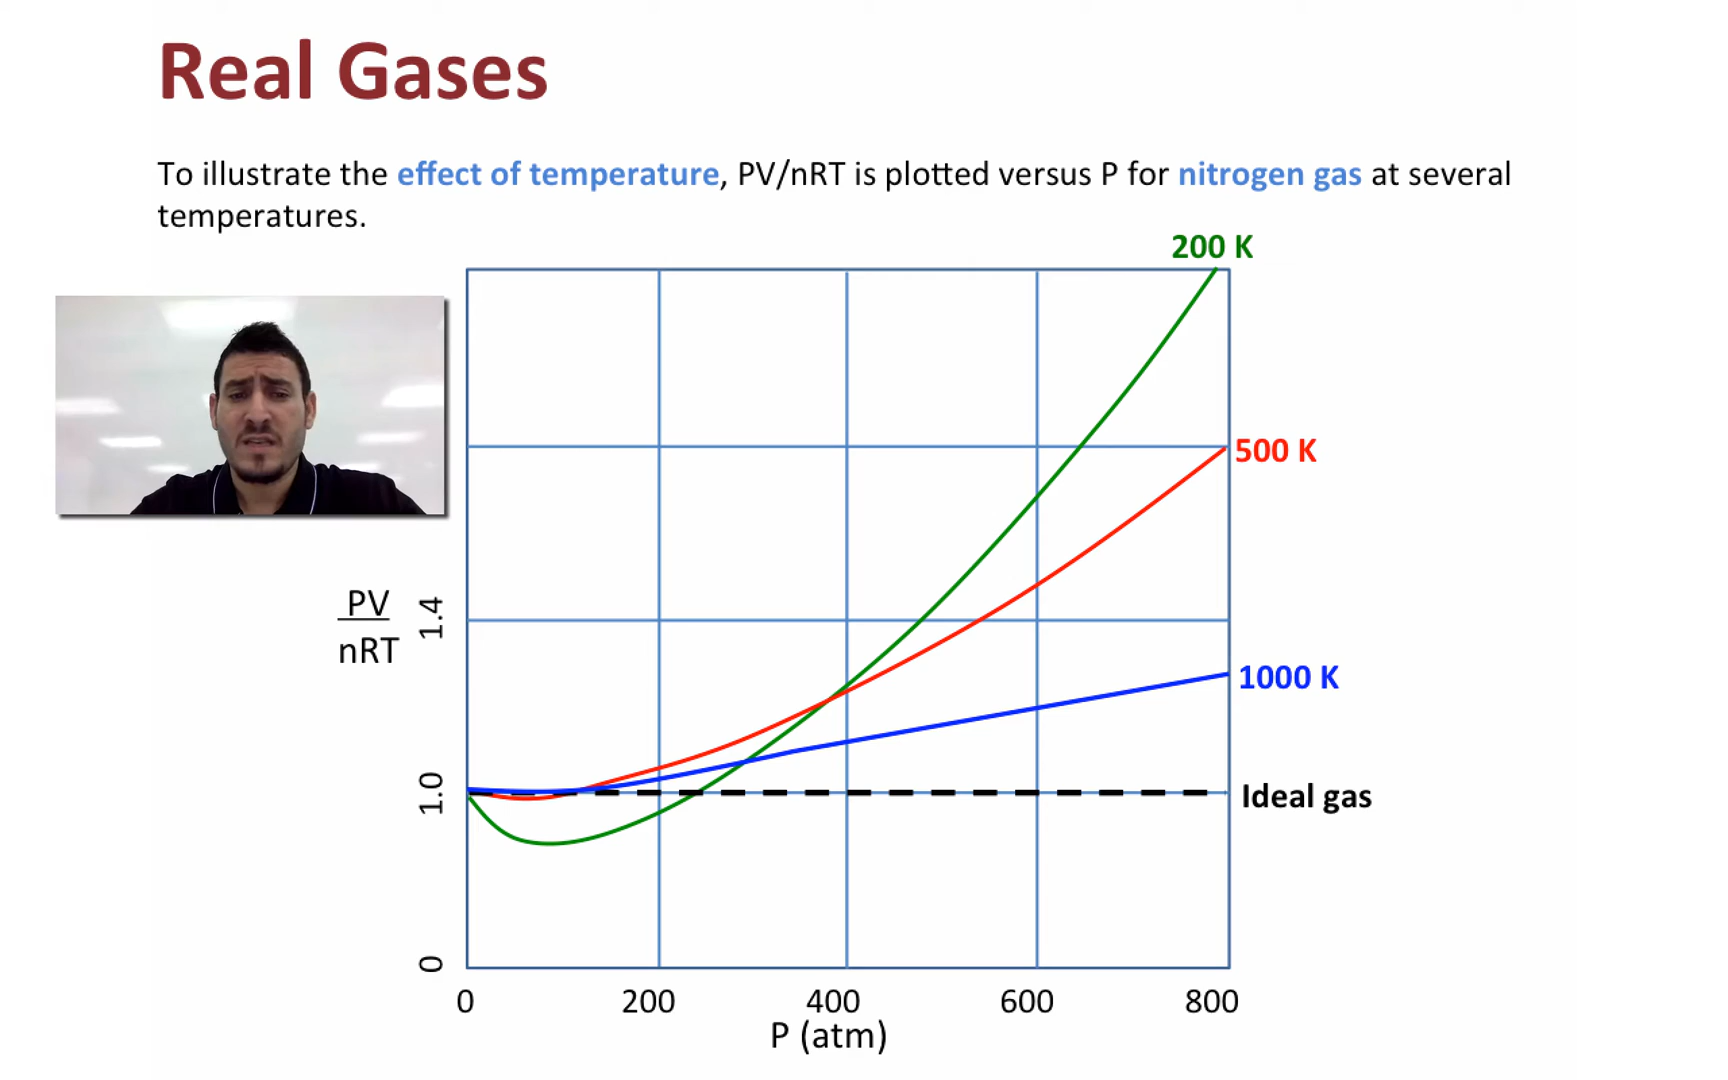 Real Gases
To illustrate the effect of temperature, PV/nRT is plotted versus P for nitrogen gas at several
temperatures.
200 K
500 K
PV
nRT
1.4
1000 K
1.0
Ideal gas
0
0 200 400 600 800
P (atm)